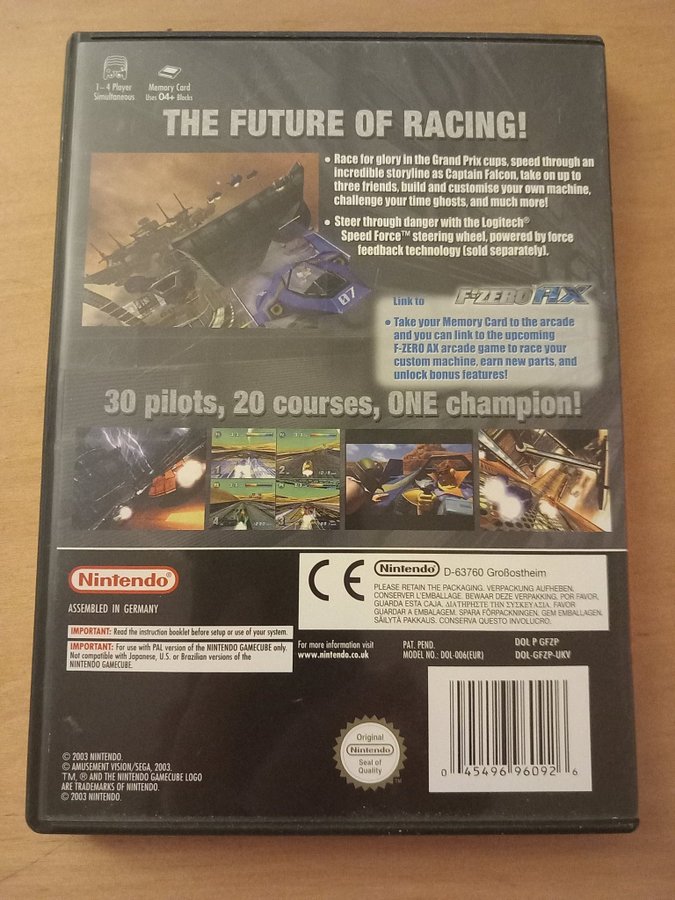 1 – 4 Player
Simultaneous
Memory Card
Uses 04+ Blocks
THE FUTURE OF RACING!
• Race for glory in the Grand Prix cups, speed through an
incredible storyline as Captain Falcon, take on up to
three friends, build and customise your own machine,
challenge your time ghosts, and much more!
• Steer through danger with the Logitech®
Speed Force™ steering wheel, powered by force
feedback technology (sold separately).
07
Link to F-ZERO AX
• Take your Memory Card to the arcade
and you can link to the upcoming
F-ZERO AX arcade game to race your
custom machine, earn new parts, and
unlock bonus features!
30 pilots, 20 courses, ONE champion!
1
2
4
3
Nintendo®
ASSEMBLED IN GERMANY
IMPORTANT: Read the instruction booklet before setup or use of your system.
IMPORTANT: For use with PAL version of the NINTENDO GAMECUBE only.
Not compatible with Japanese, U.S. or Brazilian versions of the
NINTENDO GAMECUBE.
CE
Nintendo® D-63760 Großostheim
PLEASE RETAIN THE PACKAGING. VERPACKUNG AUFHEBEN.
CONSERVER L'EMBALLAGE. BEWAAR DEZE VERPAKKING. POR FAVOR,
GUARDA ESTA CAJA. ΔΙΑΤΗΡΗΣΤΕ ΤΗΝ ΣΥΣΚΕΥΑΣΙΑ. FAVOR
GUARDAR A EMBALAGEM. SPARA FÖRPACKNINGEN. GEM EMBALLAGEN.
SÄILYTÄ PAKKAUS. CONSERVA QUESTO INVOLUCRO.
For more information visit
www.nintendo.co.uk
PAT. PEND.
MODEL NO.: DOL-006(EUR)
DOL P GFZP
DOL-GFZP-UKV
Original
Nintendo
Seal of
Quality
TM
0 45496 96092 6
© 2003 NINTENDO.
© AMUSEMENT VISION/SEGA, 2003.
TM, ® AND THE NINTENDO GAMECUBE LOGO
ARE TRADEMARKS OF NINTENDO.
© 2003 NINTENDO.